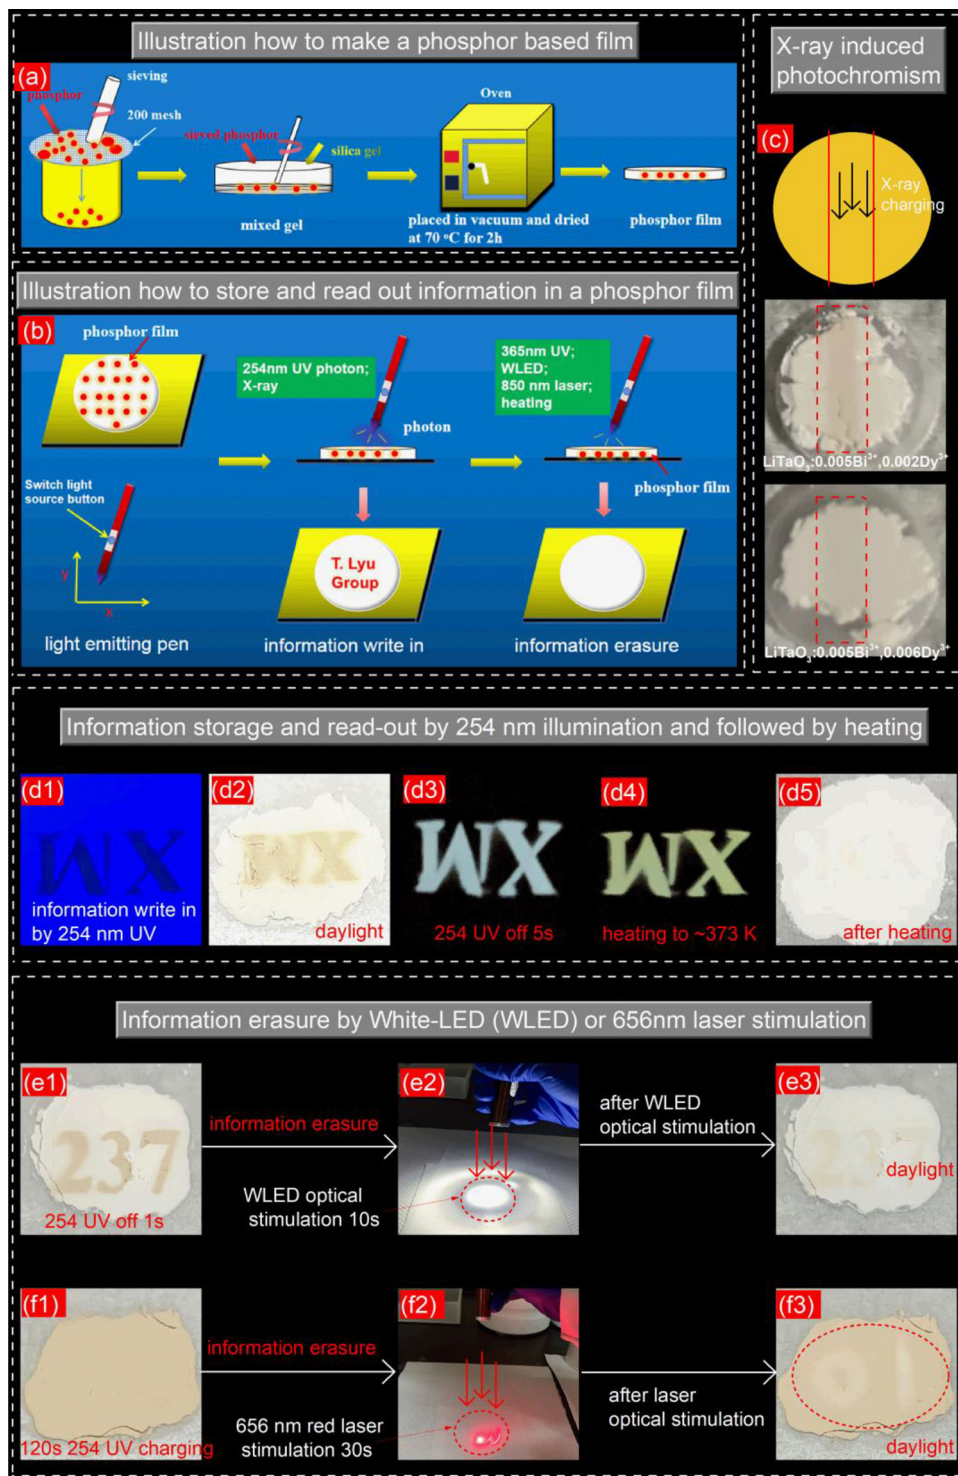 Illustration how to make a phosphor based film
(a)
phosphor
sieving
200 mesh
sieved phosphor
silica gel
mixed gel
Oven
placed in vacuum and dried
at 70 °C for 2h
phosphor film
X-ray induced
photochromism
(c)
X-ray
charging
LiTaO3:0.005Bi3+,0.002Dy3+
LiTaO3:0.005Bi3+,0.006Dy3+
Illustration how to store and read out information in a phosphor film
(b)
phosphor film
254nm UV photon;
X-ray
photon
365nm UV;
WLED;
850 nm laser;
heating
phosphor film
Switch light
source button
y
x
T. Lyu
Group
light emitting pen
information write in
information erasure
Information storage and read-out by 254 nm illumination and followed by heating
(d1)
WX
information write in
by 254 nm UV
(d2)
WX
daylight
(d3)
WX
254 UV off 5s
(d4)
WX
heating to ~373 K
(d5)
WX
after heating
Information erasure by White-LED (WLED) or 656nm laser stimulation
(e1)
237
254 UV off 1s
information erasure
WLED optical
stimulation 10s
(e2)
after WLED
optical stimulation
(e3)
237
daylight
(f1)
120s 254 UV charging
information erasure
656 nm red laser
stimulation 30s
(f2)
after laser
optical stimulation
(f3)
daylight